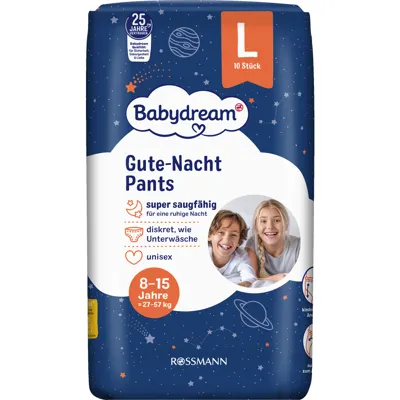 25
JAHRE
Babydream
L
10 Stück
Babydream
Gute-Nacht
Pants
super saugfähig
für eine ruhige Nacht
diskret, wie
Unterwäsche
unisex
8–15
Jahre
≈ 27–57 kg
ROSSMANN